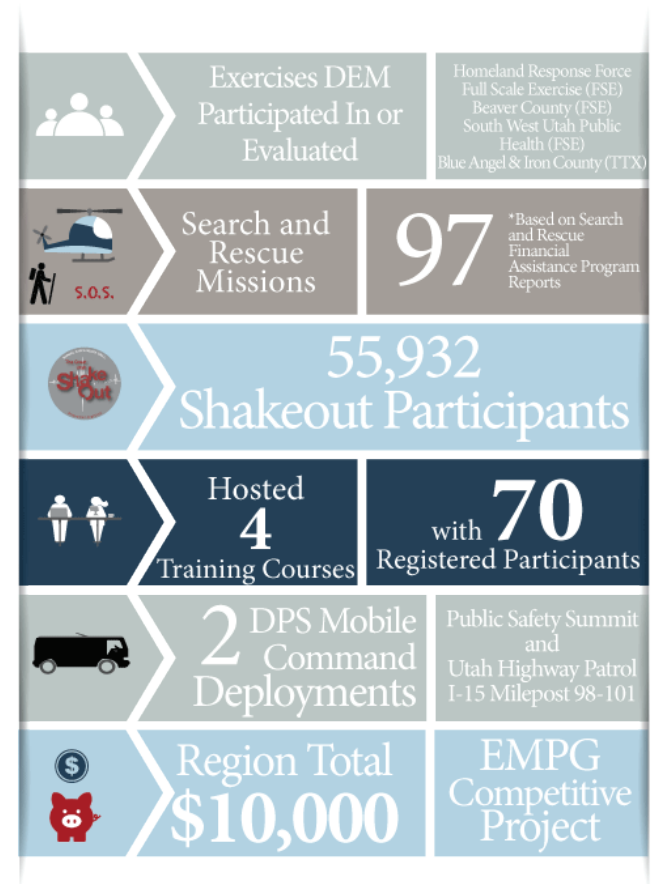 Exercises DEM
Participated In or
Evaluated
Homeland Response Force
Full Scale Exercise (FSE)
Beaver County (FSE)
South West Utah Public
Health (FSE)
Blue Angel & Iron County (TTX)
Search and
Rescue
Missions
97
*Based on Search
and Rescue
Financial
Assistance Program
Reports
S.O.S.
55,932
Shakeout Participants
Shake
Out
Hosted
4
Training Courses
with 70
Registered Participants
2 DPS Mobile
Command
Deployments
Public Safety Summit
and
Utah Highway Patrol
I-15 Milepost 98-101
$
Region Total
$10,000
EMPG
Competitive
Project